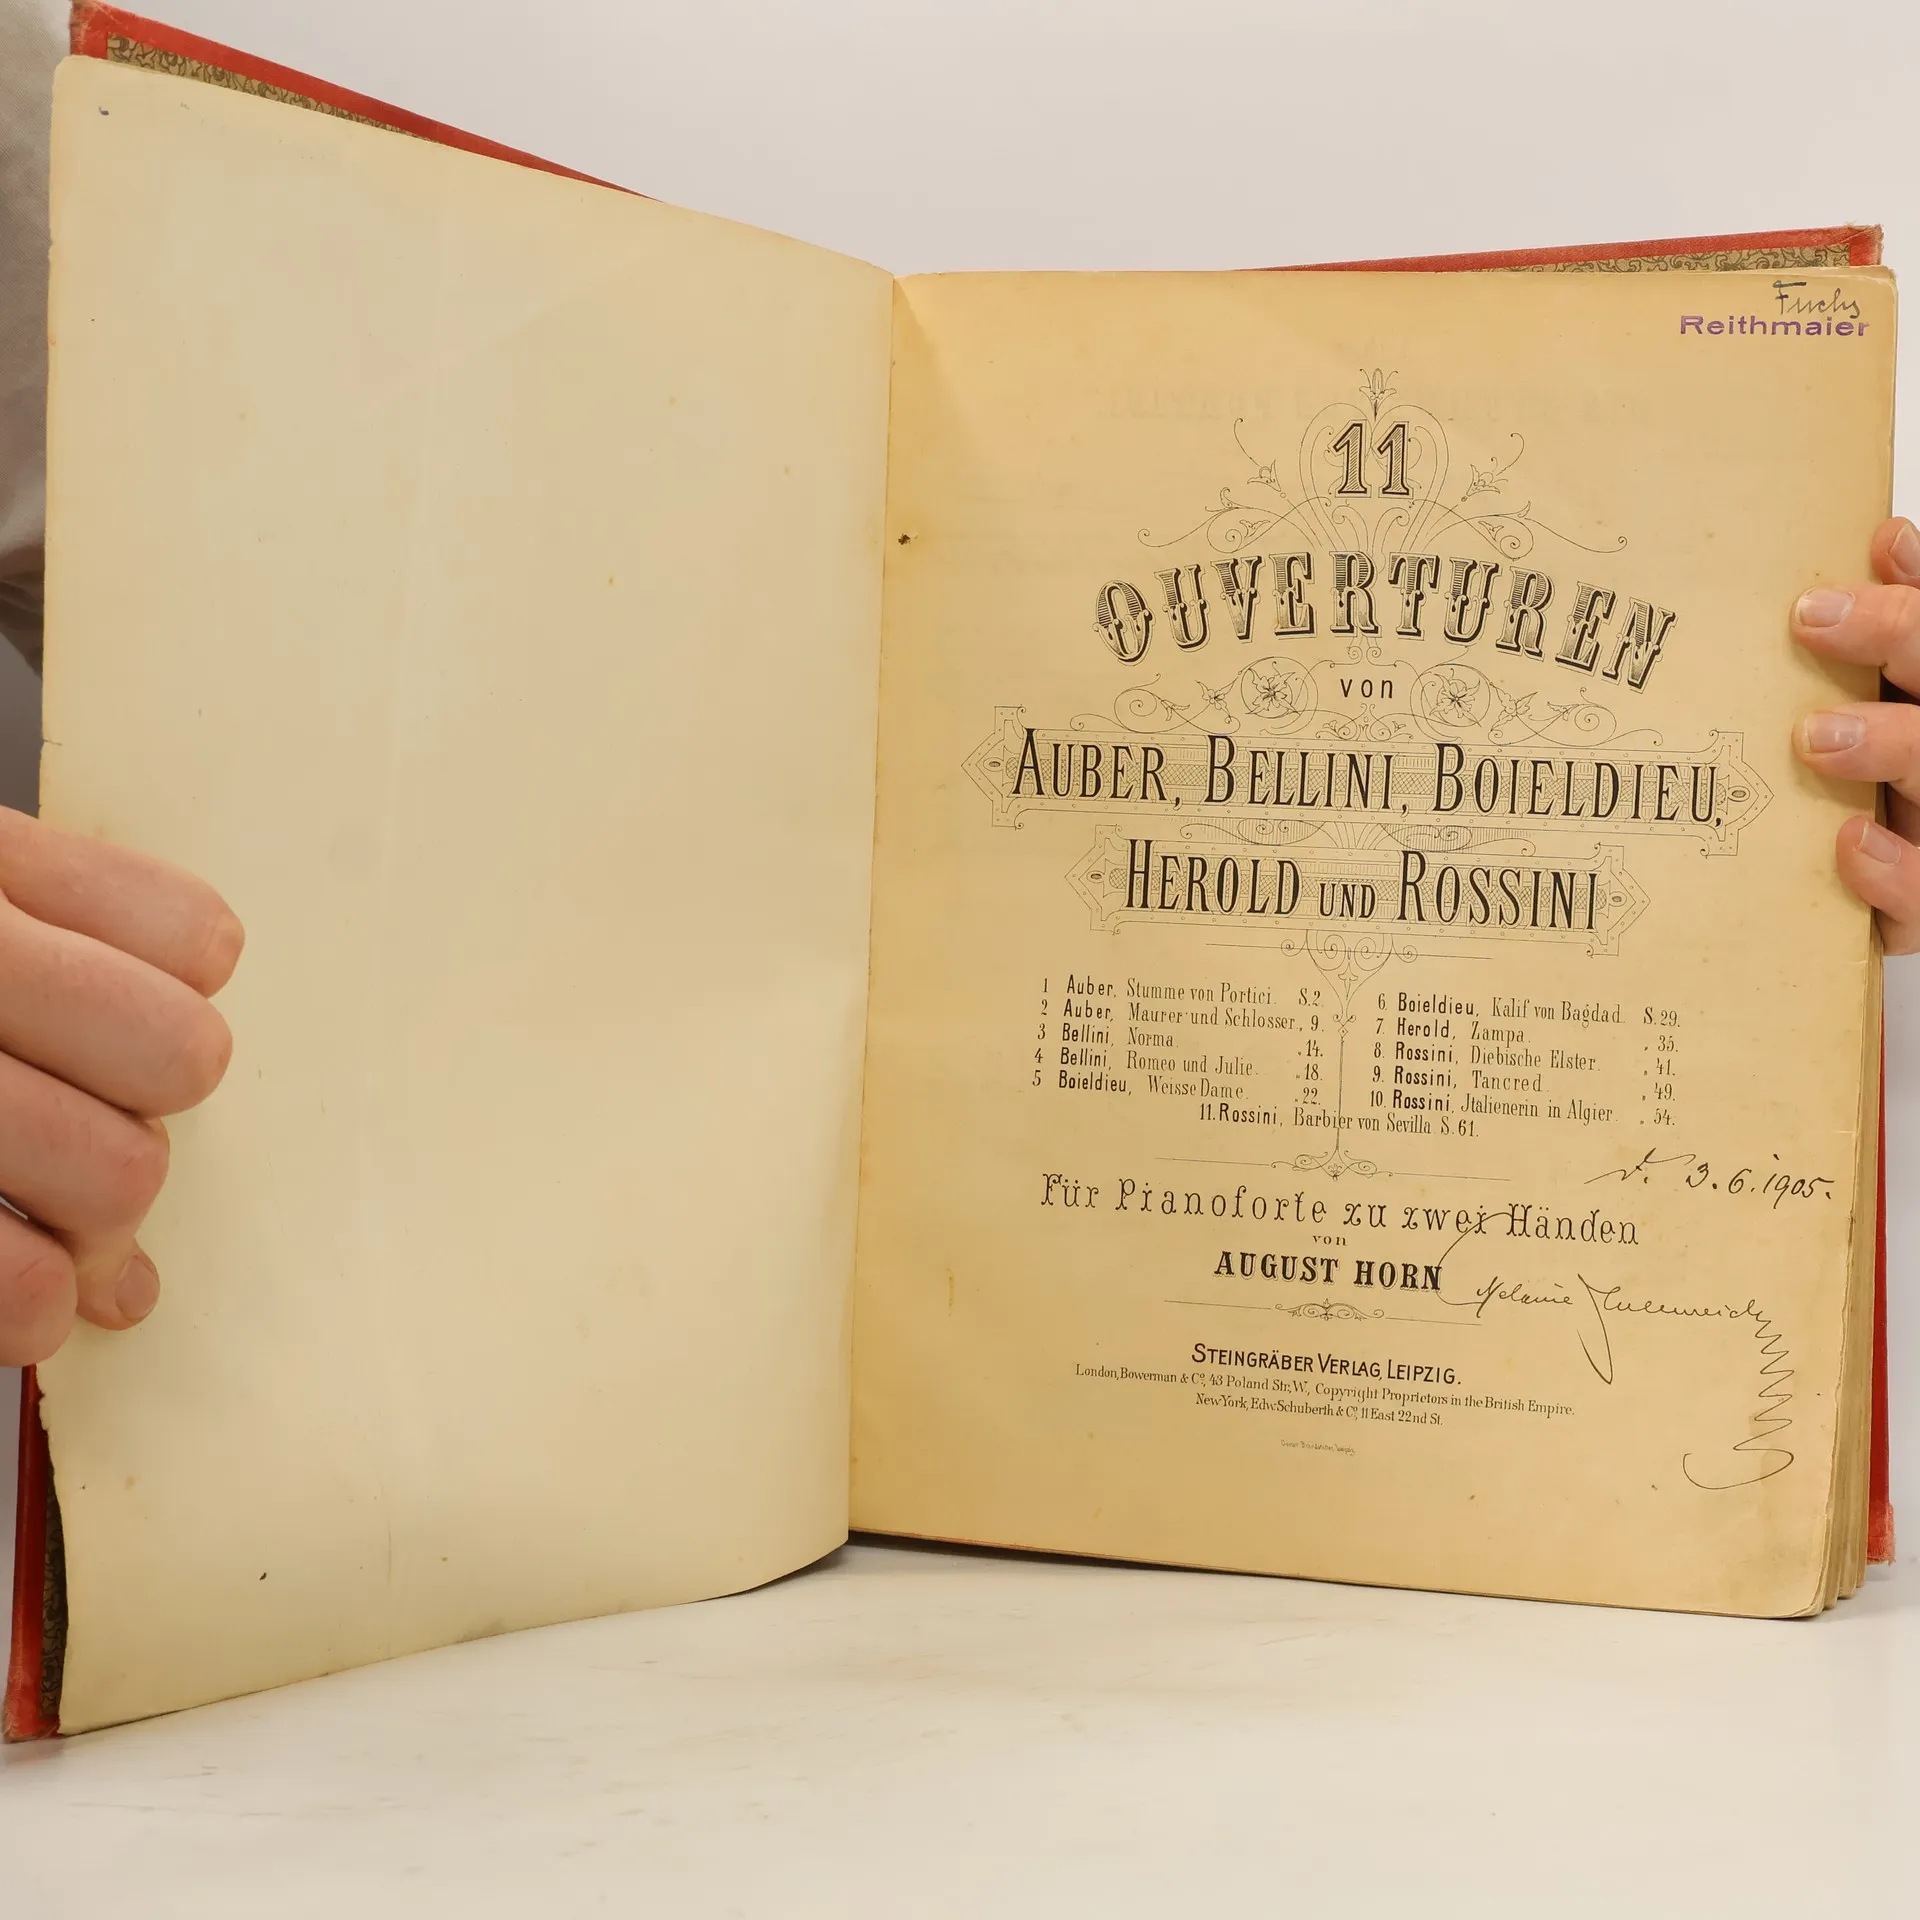 Fuchs
Reithmaier
11
OUVERTUREN
von
AUBER, BELLINI, BOIELDIEU,
HEROLD UND ROSSINI
1 Auber, Stumme von Portici. S.2.
2 Auber, Maurer und Schlosser „ 9.
3 Bellini, Norma. „ 14.
4 Bellini, Romeo und Julie. „ 18.
5 Boieldieu, Weisse Dame. „ 22.
6. Boieldieu, Kalif von Bagdad. S.29.
7. Herold, Zampa. „ 35.
8. Rossini, Diebische Elster. „ 41.
9. Rossini, Tancred. „ 49.
10. Rossini, Jtalienerin in Algier. „ 54.
11. Rossini, Barbier von Sevilla. S.61.
3.6.1905.
Für Pianoforte zu zwei Händen
von
AUGUST HORN
Melanie
STEINGRÄBER VERLAG, LEIPZIG.
London, Bowerman & Co, 43 Poland Str, W., Copyright Proprietors in the British Empire.
New York, Edw. Schuberth & Co, 11 East 22nd St.